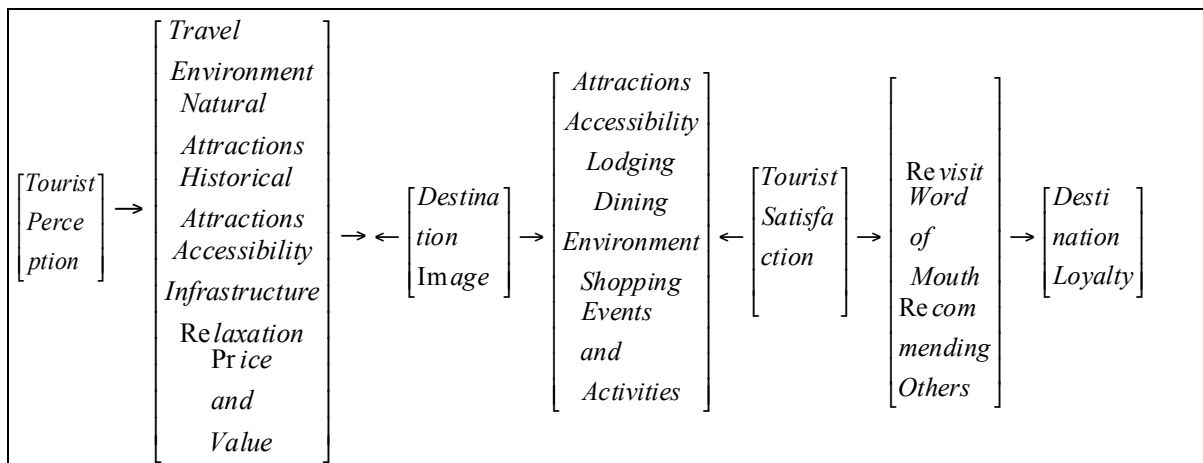 Tourist
Perce
ption
→
Travel
Environment
Natural
Attractions
Historical
Attractions
Accessibility
Infrastructure
Relaxation
Price
and
Value
→ ←
Destina
tion
Image
→
Attractions
Accessibility
Lodging
Dining
Environment
Shopping
Events
and
Activities
←
Tourist
Satisfa
ction
→
Revisit
Word
of
Mouth
Recom
mending
Others
→
Desti
nation
Loyalty